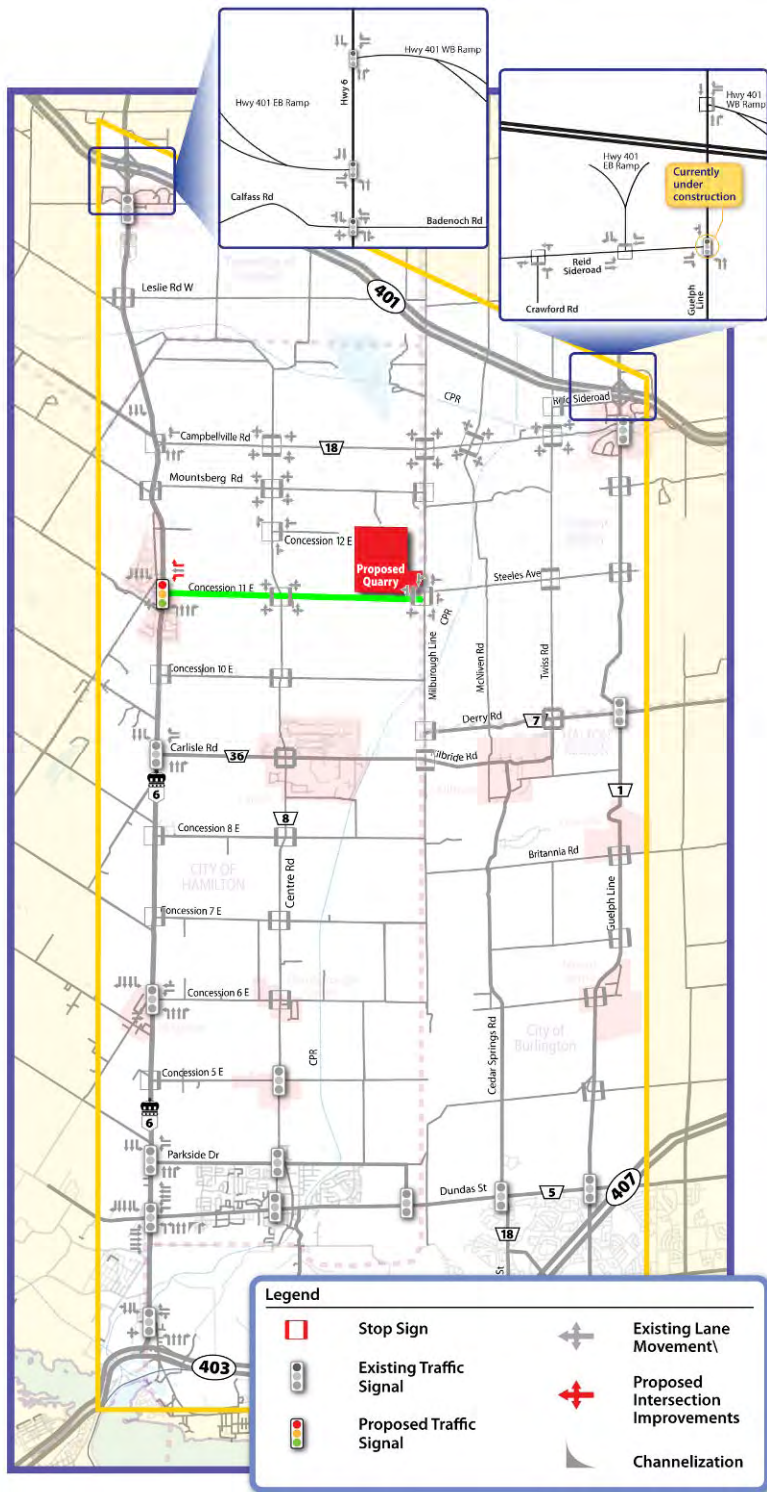 Hwy 401 WB Ramp
Hwy 6
Hwy 401 EB Ramp
Calfass Rd
Badenoch Rd
Hwy 401
WB Ramp
Hwy 401
EB Ramp
Currently
under
construction
Reid
Sideroad
Guelph
Line
Crawford Rd
Leslie Rd W
401
CPR
Reid Sideroad
Campbellville Rd
18
Mountsberg Rd
Concession 12 E
Proposed
Quarry
Concession 11 E
Steeles Ave
CPR
Milburough Line
McNiven Rd
Twiss Rd
Concession 10 E
Derry Rd
7
Carlisle Rd
36
Kilbride Rd
6
8
1
Concession 8 E
Centre Rd
Britannia Rd
CITY OF
HAMILTON
Guelph Line
Concession 7 E
Concession 6 E
Cedar Springs Rd
City of
Burlington
CPR
Concession 5 E
6
Parkside Dr
Dundas St
5
407
18
St
403
Legend
Stop Sign
Existing Traffic
Signal
Proposed Traffic
Signal
Existing Lane
Movement\
Proposed
Intersection
Improvements
Channelization